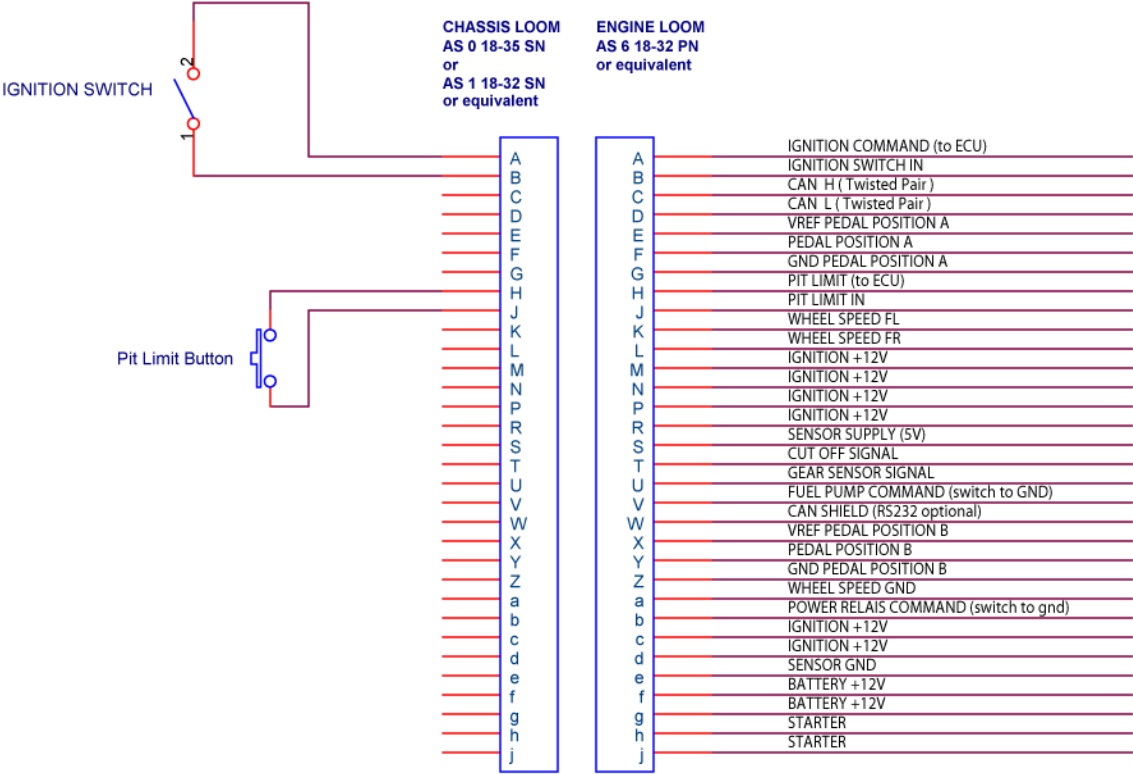 CHASSIS LOOM
AS 0 18-35 SN
or
AS 1 18-32 SN
or equivalent
ENGINE LOOM
AS 6 18-32 PN
or equivalent
IGNITION SWITCH
2
1
Pit Limit Button
A
B
C
D
E
F
G
H
J
K
L
M
N
P
R
S
T
U
V
W
X
Y
Z
a
b
c
d
e
f
g
h
j
A
B
C
D
E
F
G
H
J
K
L
M
N
P
R
S
T
U
V
W
X
Y
Z
a
b
c
d
e
f
g
h
j
IGNITION COMMAND (to ECU)
IGNITION SWITCH IN
CAN H ( Twisted Pair )
CAN L ( Twisted Pair )
VREF PEDAL POSITION A
PEDAL POSITION A
GND PEDAL POSITION A
PIT LIMIT (to ECU)
PIT LIMIT IN
WHEEL SPEED FL
WHEEL SPEED FR
IGNITION +12V
IGNITION +12V
IGNITION +12V
IGNITION +12V
SENSOR SUPPLY (5V)
CUT OFF SIGNAL
GEAR SENSOR SIGNAL
FUEL PUMP COMMAND (switch to GND)
CAN SHIELD (RS232 optional)
VREF PEDAL POSITION B
PEDAL POSITION B
GND PEDAL POSITION B
WHEEL SPEED GND
POWER RELAIS COMMAND (switch to gnd)
IGNITION +12V
IGNITION +12V
SENSOR GND
BATTERY +12V
BATTERY +12V
STARTER
STARTER